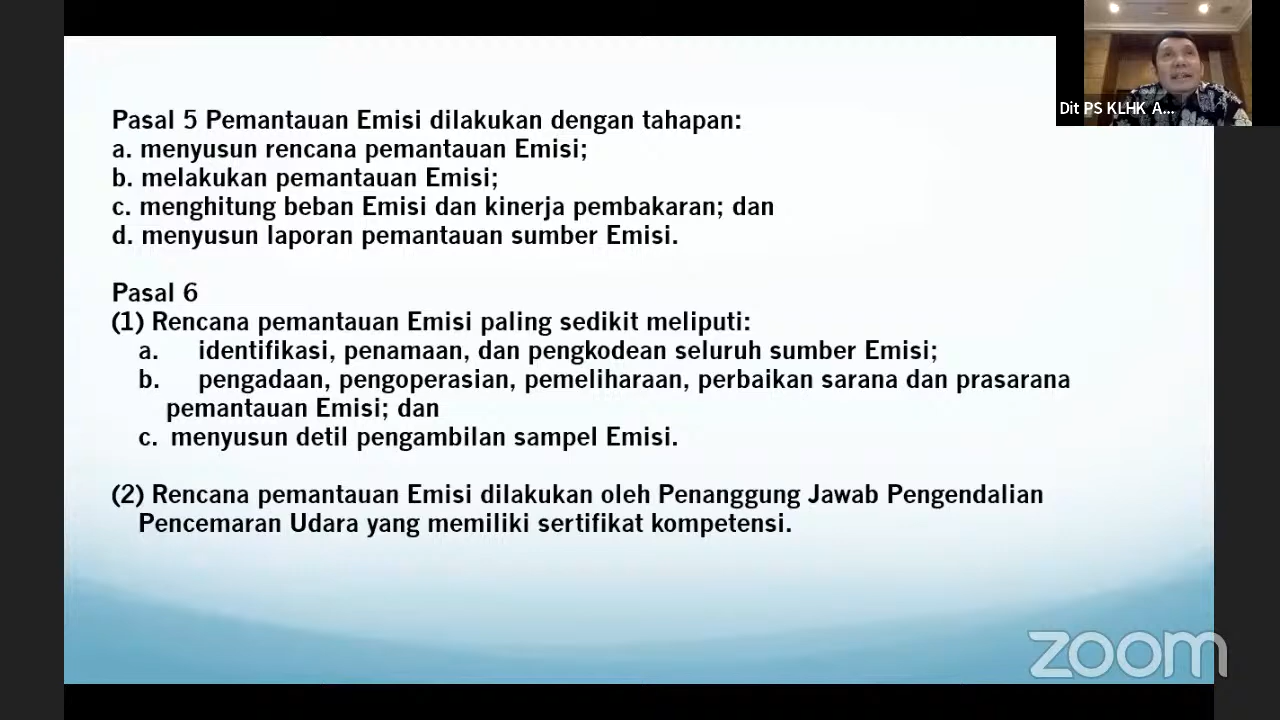 Pasal 5 Pemantauan Emisi dilakukan dengan tahapan:
a. menyusun rencana pemantauan Emisi;
b. melakukan pemantauan Emisi;
c. menghitung beban Emisi dan kinerja pembakaran; dan
d. menyusun laporan pemantauan sumber Emisi.
Pasal 6
(1) Rencana pemantauan Emisi paling sedikit meliputi:
a. identifikasi, penamaan, dan pengkodean seluruh sumber Emisi;
b. pengadaan, pengoperasian, pemeliharaan, perbaikan sarana dan prasarana
pemantauan Emisi; dan
c. menyusun detil pengambilan sampel Emisi.
(2) Rencana pemantauan Emisi dilakukan oleh Penanggung Jawab Pengendalian
Pencemaran Udara yang memiliki sertifikat kompetensi.
Dit PS KLHK A...
zoom